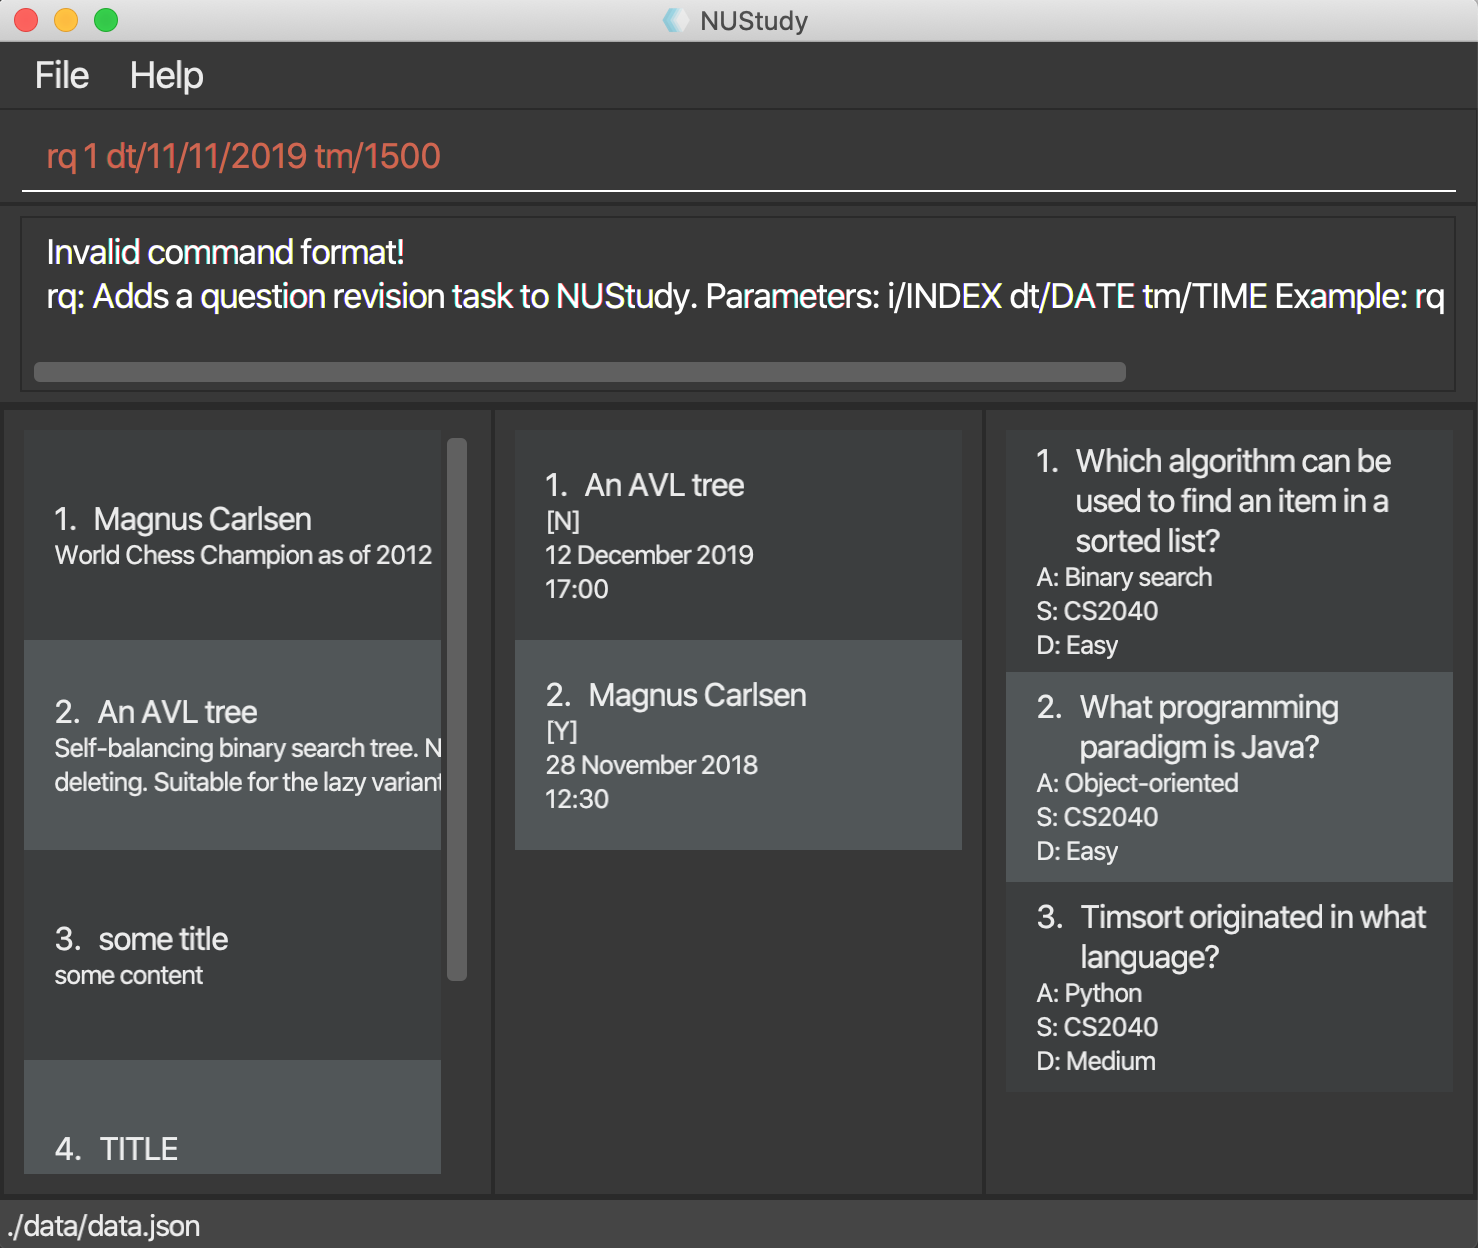 NUStudy
File Help
rq 1 dt/11/11/2019 tm/1500
Invalid command format!
rq: Adds a question revision task to NUStudy. Parameters: i/INDEX dt/DATE tm/TIME Example: rq
1. Magnus Carlsen
World Chess Champion as of 2012
2. An AVL tree
Self-balancing binary search tree. N
deleting. Suitable for the lazy variant
3. some title
some content
4. TITLE
1. An AVL tree
[N]
12 December 2019
17:00
2. Magnus Carlsen
[Y]
28 November 2018
12:30
1. Which algorithm can be
used to find an item in a
sorted list?
A: Binary search
S: CS2040
D: Easy
2. What programming
paradigm is Java?
A: Object-oriented
S: CS2040
D: Easy
3. Timsort originated in what
language?
A: Python
S: CS2040
D: Medium
./data/data.json